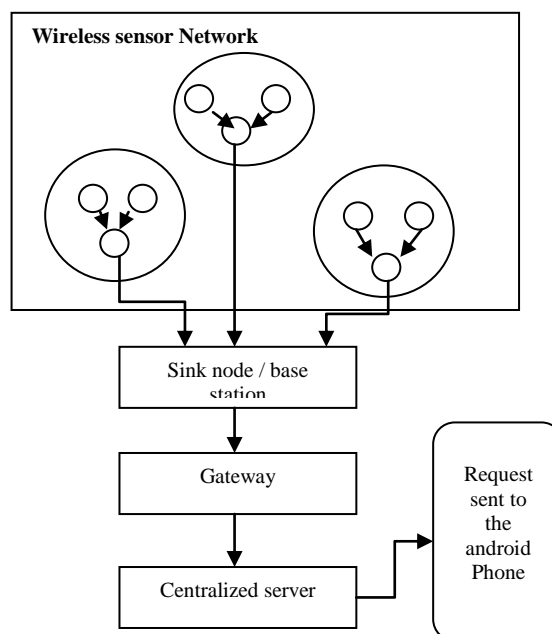 Wireless sensor Network
Sink node / base
station
Gateway
Centralized server
Request
sent to
the
android
Phone